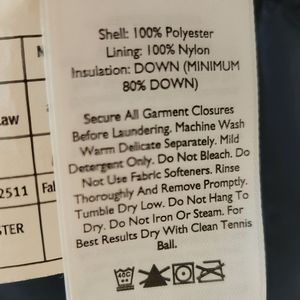 Shell: 100% Polyester
Lining: 100% Nylon
Insulation: DOWN (MINIMUM
80% DOWN)
Secure All Garment Closures
Before Laundering. Machine Wash
Warm Delicate Separately. Mild
Detergent Only. Do Not Bleach. Do
Not Use Fabric Softeners. Rinse
Thoroughly And Remove Promptly.
Tumble Dry Low. Do Not Hang To
Dry. Do Not Iron Or Steam. For
Best Results Dry With Clean Tennis
Ball.
40C
2511